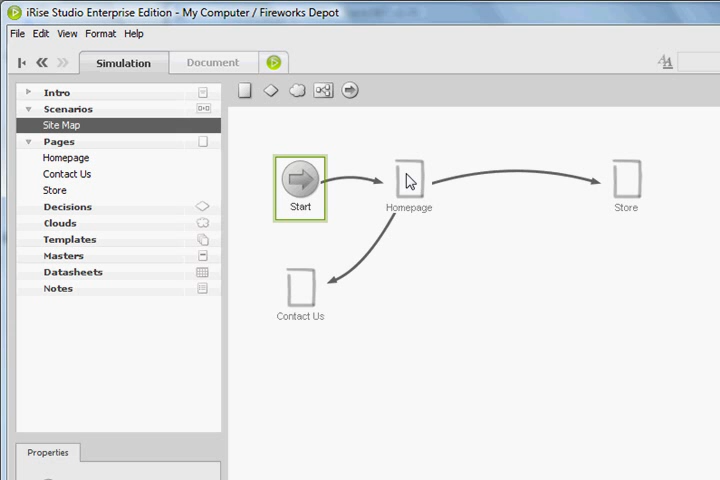 iRise Studio Enterprise Edition - My Computer / Fireworks Depot
File Edit View Format Help
Simulation Document
AA
Intro
Scenarios
Site Map
Pages
Homepage
Contact Us
Store
Decisions
Clouds
Templates
Masters
Datasheets
Notes
Start
Homepage
Store
Contact Us
Properties